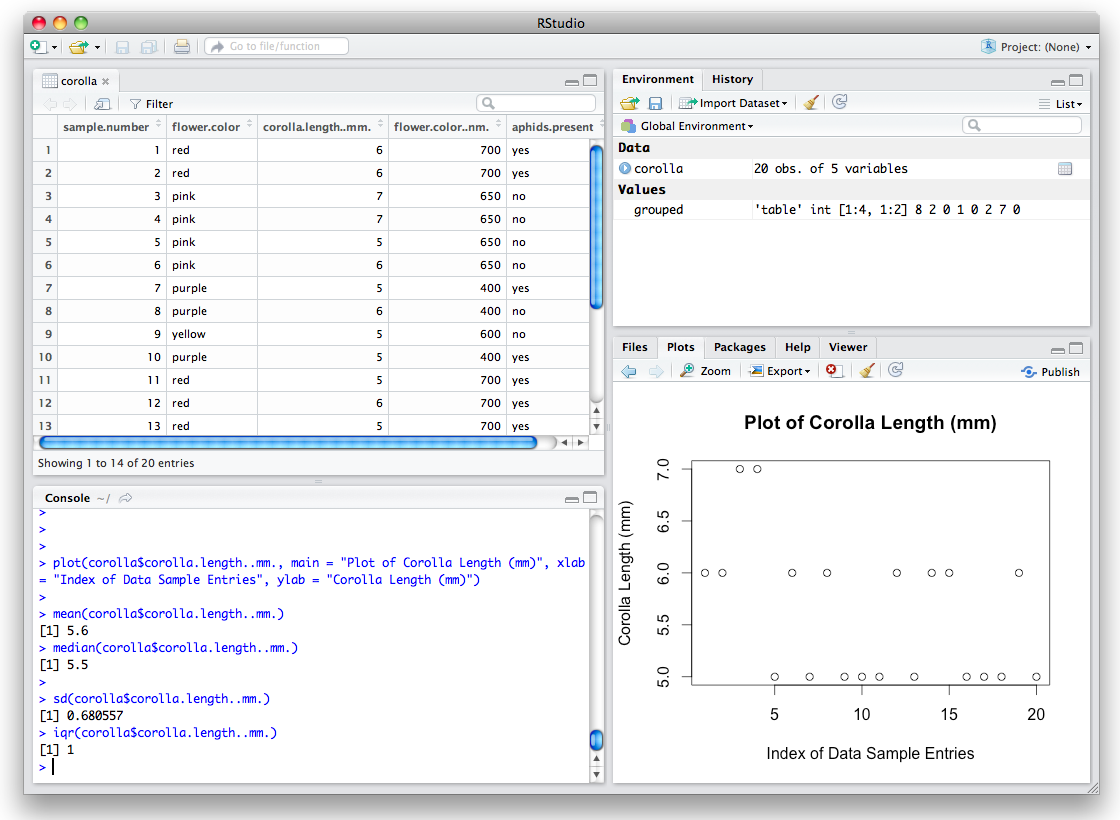 RStudio
Go to file/function
Project: (None)
corolla
Filter
sample.number flower.color corolla.length..mm. flower.color..nm. aphids.present
1 1 red 6 700 yes
2 2 red 6 700 yes
3 3 pink 7 650 no
4 4 pink 7 650 no
5 5 pink 5 650 no
6 6 pink 6 650 no
7 7 purple 5 400 yes
8 8 purple 6 400 no
9 9 yellow 5 600 no
10 10 purple 5 400 yes
11 11 red 5 700 yes
12 12 red 6 700 yes
13 13 red 5 700 yes
Showing 1 to 14 of 20 entries
Console ~/
>
>
>
> plot(corolla$corolla.length..mm., main = "Plot of Corolla Length (mm)", xlab
= "Index of Data Sample Entries", ylab = "Corolla Length (mm)")
>
> mean(corolla$corolla.length..mm.)
[1] 5.6
> median(corolla$corolla.length..mm.)
[1] 5.5
>
> sd(corolla$corolla.length..mm.)
[1] 0.680557
> iqr(corolla$corolla.length..mm.)
[1] 1
>
Environment History
Import Dataset List
Global Environment
Data
corolla 20 obs. of 5 variables
Values
grouped 'table' int [1:4, 1:2] 8 2 0 1 0 2 7 0
Files Plots Packages Help Viewer
Zoom Export Publish
Plot of Corolla Length (mm)
Corolla Length (mm)
7.0
6.5
6.0
5.5
5.0
5 10 15 20
Index of Data Sample Entries